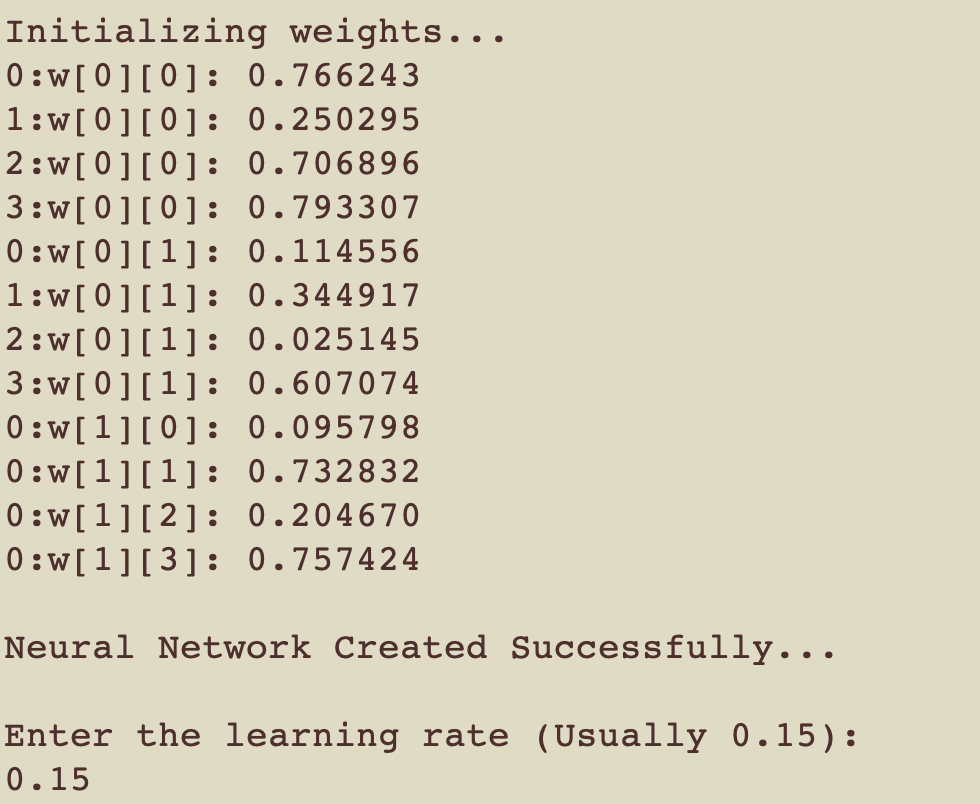 Initializing weights...
0:w[0][0]: 0.766243
1:w[0][0]: 0.250295
2:w[0][0]: 0.706896
3:w[0][0]: 0.793307
0:w[0][1]: 0.114556
1:w[0][1]: 0.344917
2:w[0][1]: 0.025145
3:w[0][1]: 0.607074
0:w[1][0]: 0.095798
0:w[1][1]: 0.732832
0:w[1][2]: 0.204670
0:w[1][3]: 0.757424
Neural Network Created Successfully...
Enter the learning rate (Usually 0.15):
0.15